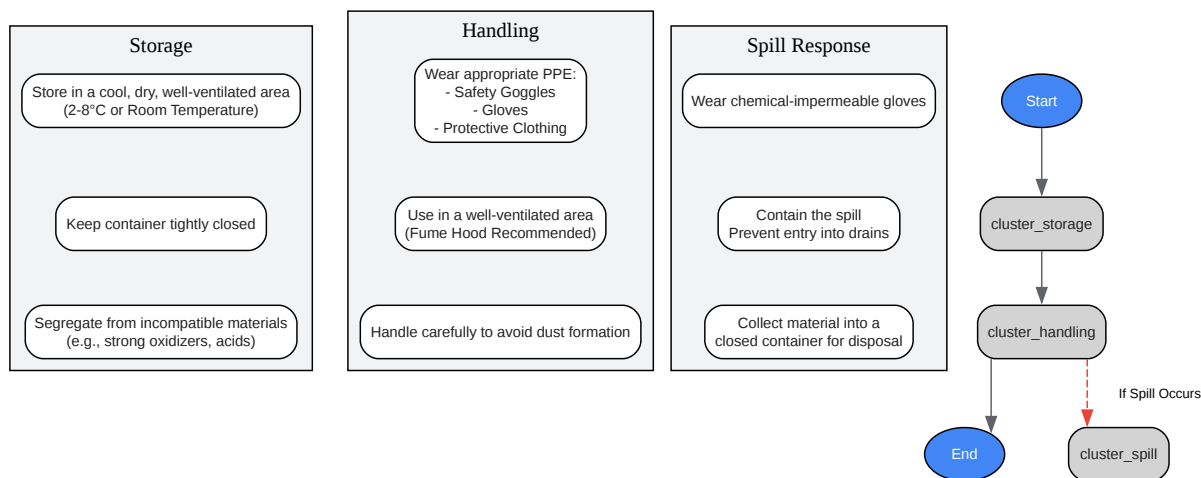 Storage
Store in a cool, dry, well-ventilated area
(2-8°C or Room Temperature)
Keep container tightly closed
Segregate from incompatible materials
(e.g., strong oxidizers, acids)
Handling
Wear appropriate PPE:
- Safety Goggles
- Gloves
- Protective Clothing
Use in a well-ventilated area
(Fume Hood Recommended)
Handle carefully to avoid dust formation
Spill Response
Wear chemical-impermeable gloves
Contain the spill
Prevent entry into drains
Collect material into a
closed container for disposal
Start
cluster_storage
cluster_handling
If Spill Occurs
End
cluster_spill